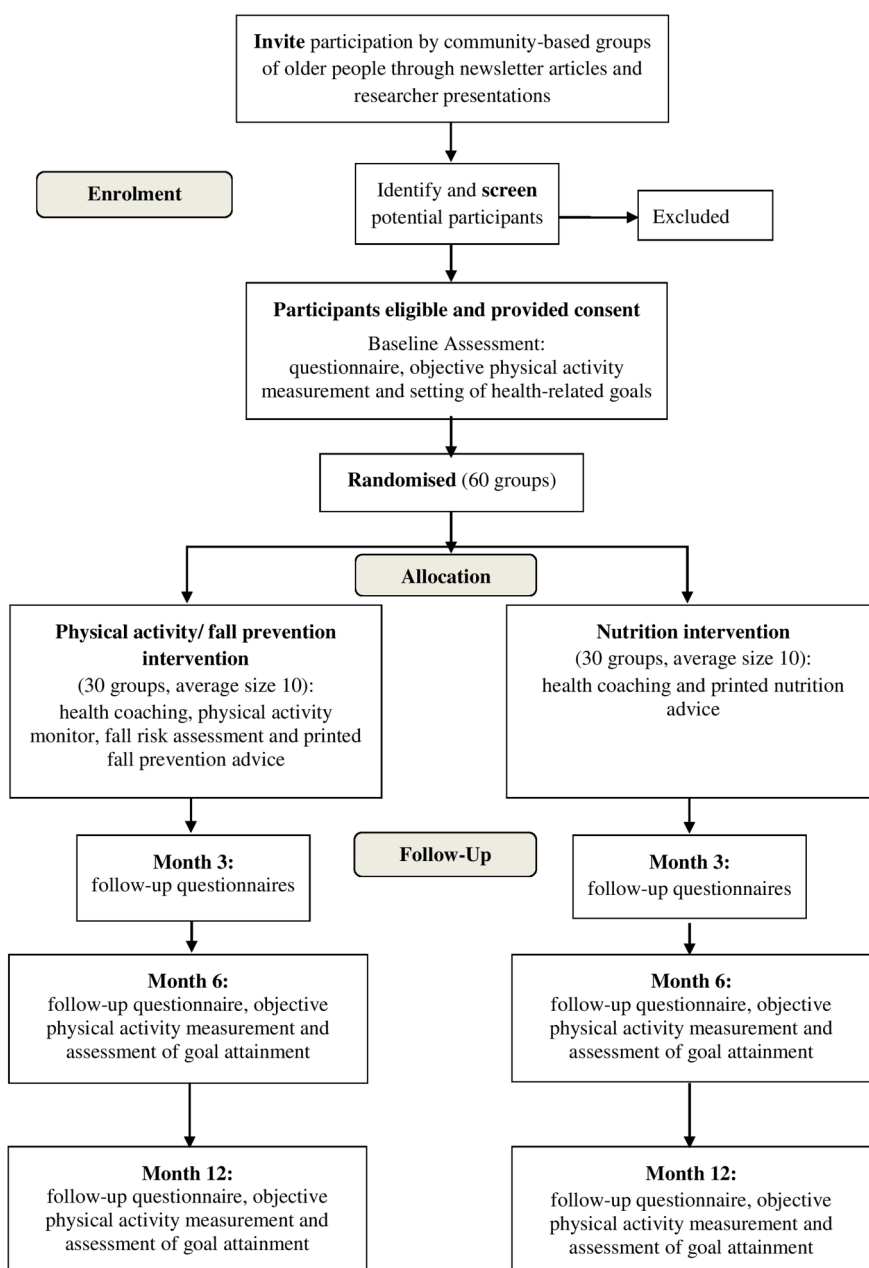 Invite participation by community-based groups
of older people through newsletter articles and
researcher presentations
Enrolment
Identify and screen
potential participants
Excluded
Participants eligible and provided consent
Baseline Assessment:
questionnaire, objective physical activity
measurement and setting of health-related goals
Randomised (60 groups)
Allocation
Physical activity/ fall prevention
intervention
(30 groups, average size 10):
health coaching, physical activity
monitor, fall risk assessment and printed
fall prevention advice
Nutrition intervention
(30 groups, average size 10):
health coaching and printed nutrition
advice
Follow-Up
Month 3:
follow-up questionnaires
Month 3:
follow-up questionnaires
Month 6:
follow-up questionnaire, objective
physical activity measurement and
assessment of goal attainment
Month 6:
follow-up questionnaire, objective
physical activity measurement and
assessment of goal attainment
Month 12:
follow-up questionnaire, objective
physical activity measurement and
assessment of goal attainment
Month 12:
follow-up questionnaire, objective
physical activity measurement and
assessment of goal attainment